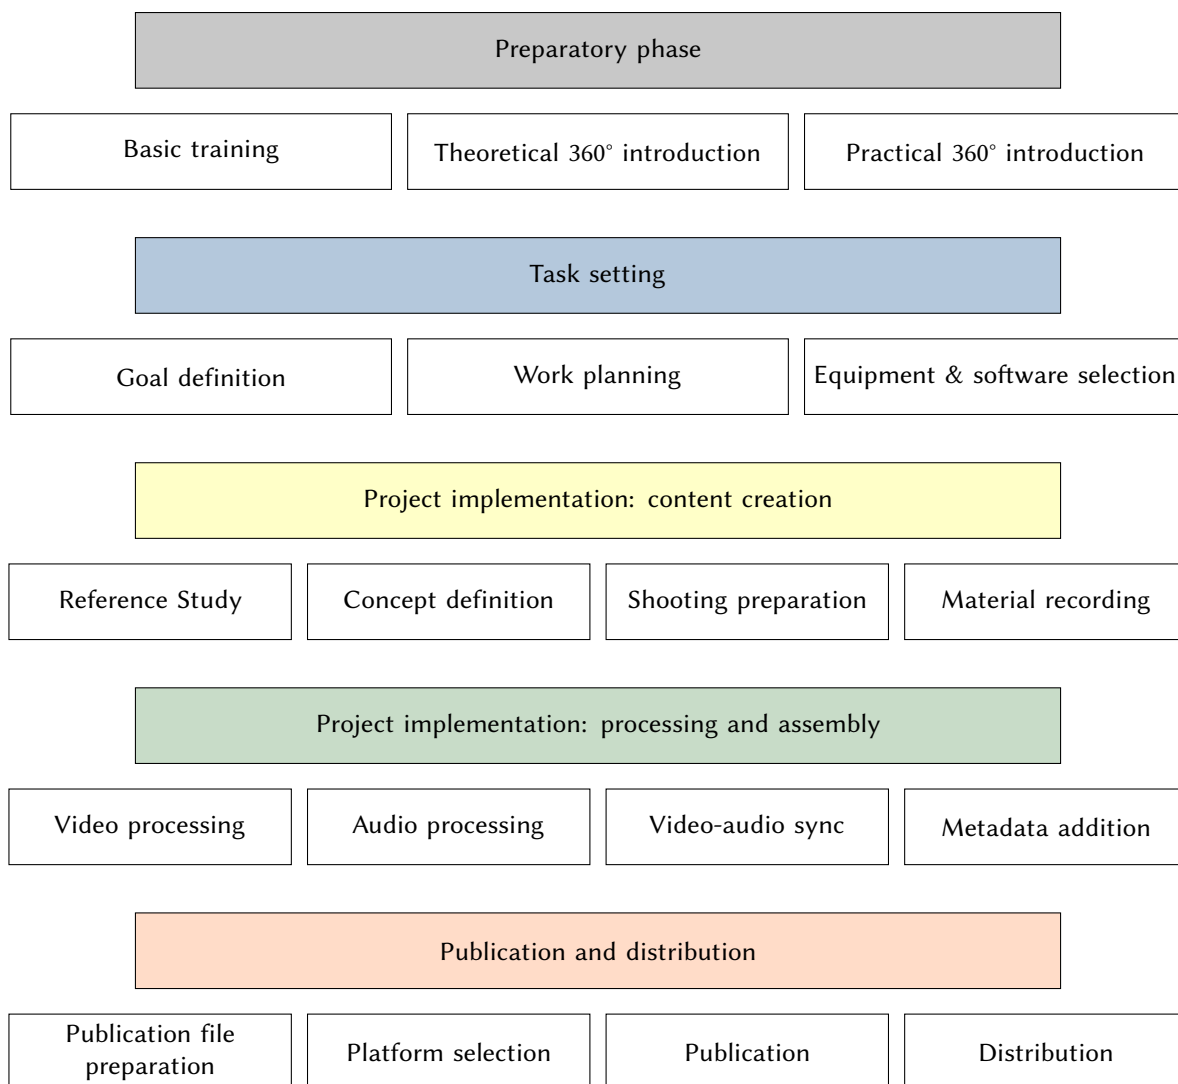 Preparatory phase
Basic training
Theoretical 360° introduction
Practical 360° introduction
Task setting
Goal definition
Work planning
Equipment & software selection
Project implementation: content creation
Reference Study
Concept definition
Shooting preparation
Material recording
Project implementation: processing and assembly
Video processing
Audio processing
Video-audio sync
Metadata addition
Publication and distribution
Publication file
preparation
Platform selection
Publication
Distribution